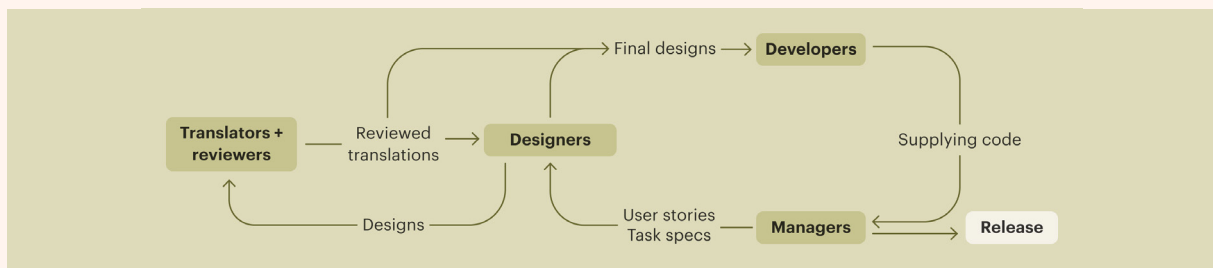 Final designs
Developers
Translators +
reviewers
Reviewed
translations
Designers
Supplying code
Designs
User stories
Task specs
Managers
Release